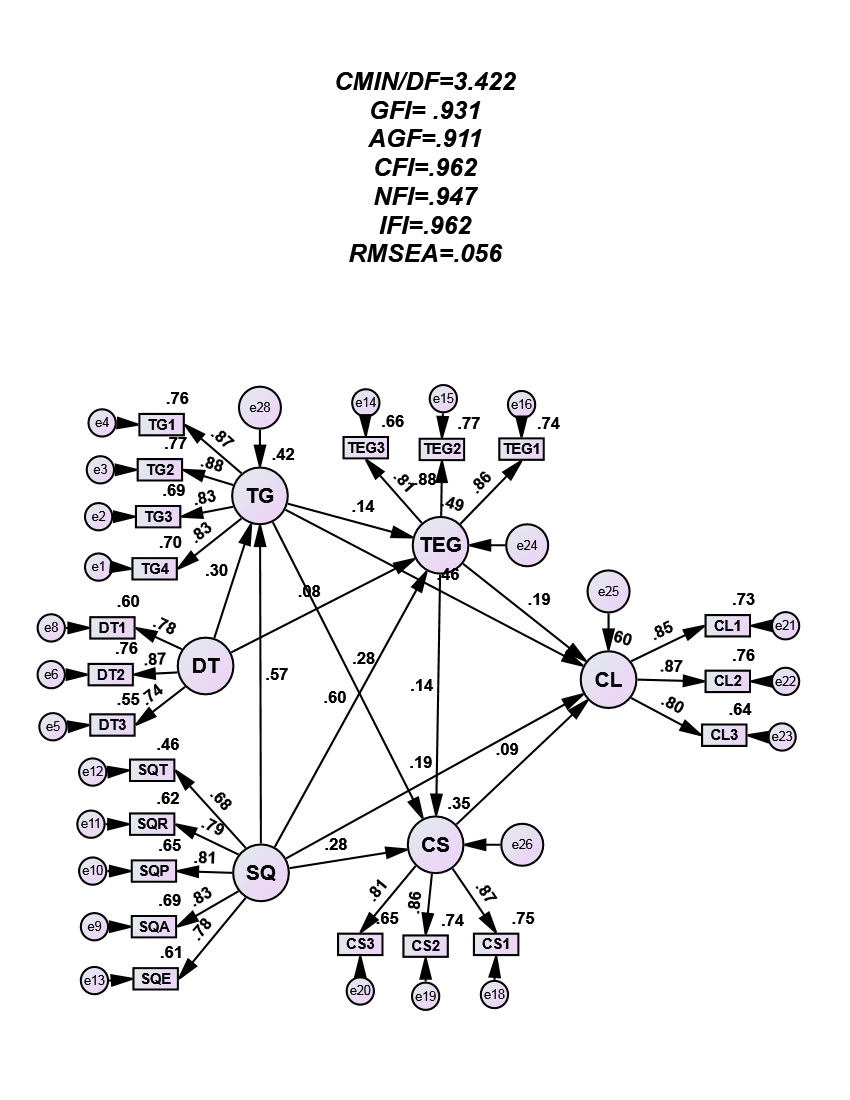 CMIN/DF=3.422
GFI= .931
AGF=.911
CFI=.962
NFI=.947
IFI=.962
RMSEA=.056
e14
e15
e16
.66
.77
.74
TEG3
TEG2
TEG1
.81
.88
.86
.49
TEG
e24
e28
.42
TG
.76
e4
TG1
.87
.77
e3
TG2
.88
.69
e2
TG3
.83
.70
e1
TG4
.83
.30
.14
.08
.46
.19
e25
.60
CL
.85
.73
CL1
e21
.87
.76
CL2
e22
.80
.64
CL3
e23
.60
e8
DT1
.78
.76
e6
DT2
.87
.55
e5
DT3
.74
DT
.57
.28
.60
.14
.19
.09
.46
e12
SQT
.68
.62
e11
SQR
.79
.65
e10
SQP
.81
.69
e9
SQA
.83
.61
e13
SQE
.78
SQ
.28
.35
CS
e26
.81
.86
.87
.65
.74
.75
CS3
CS2
CS1
e20
e19
e18